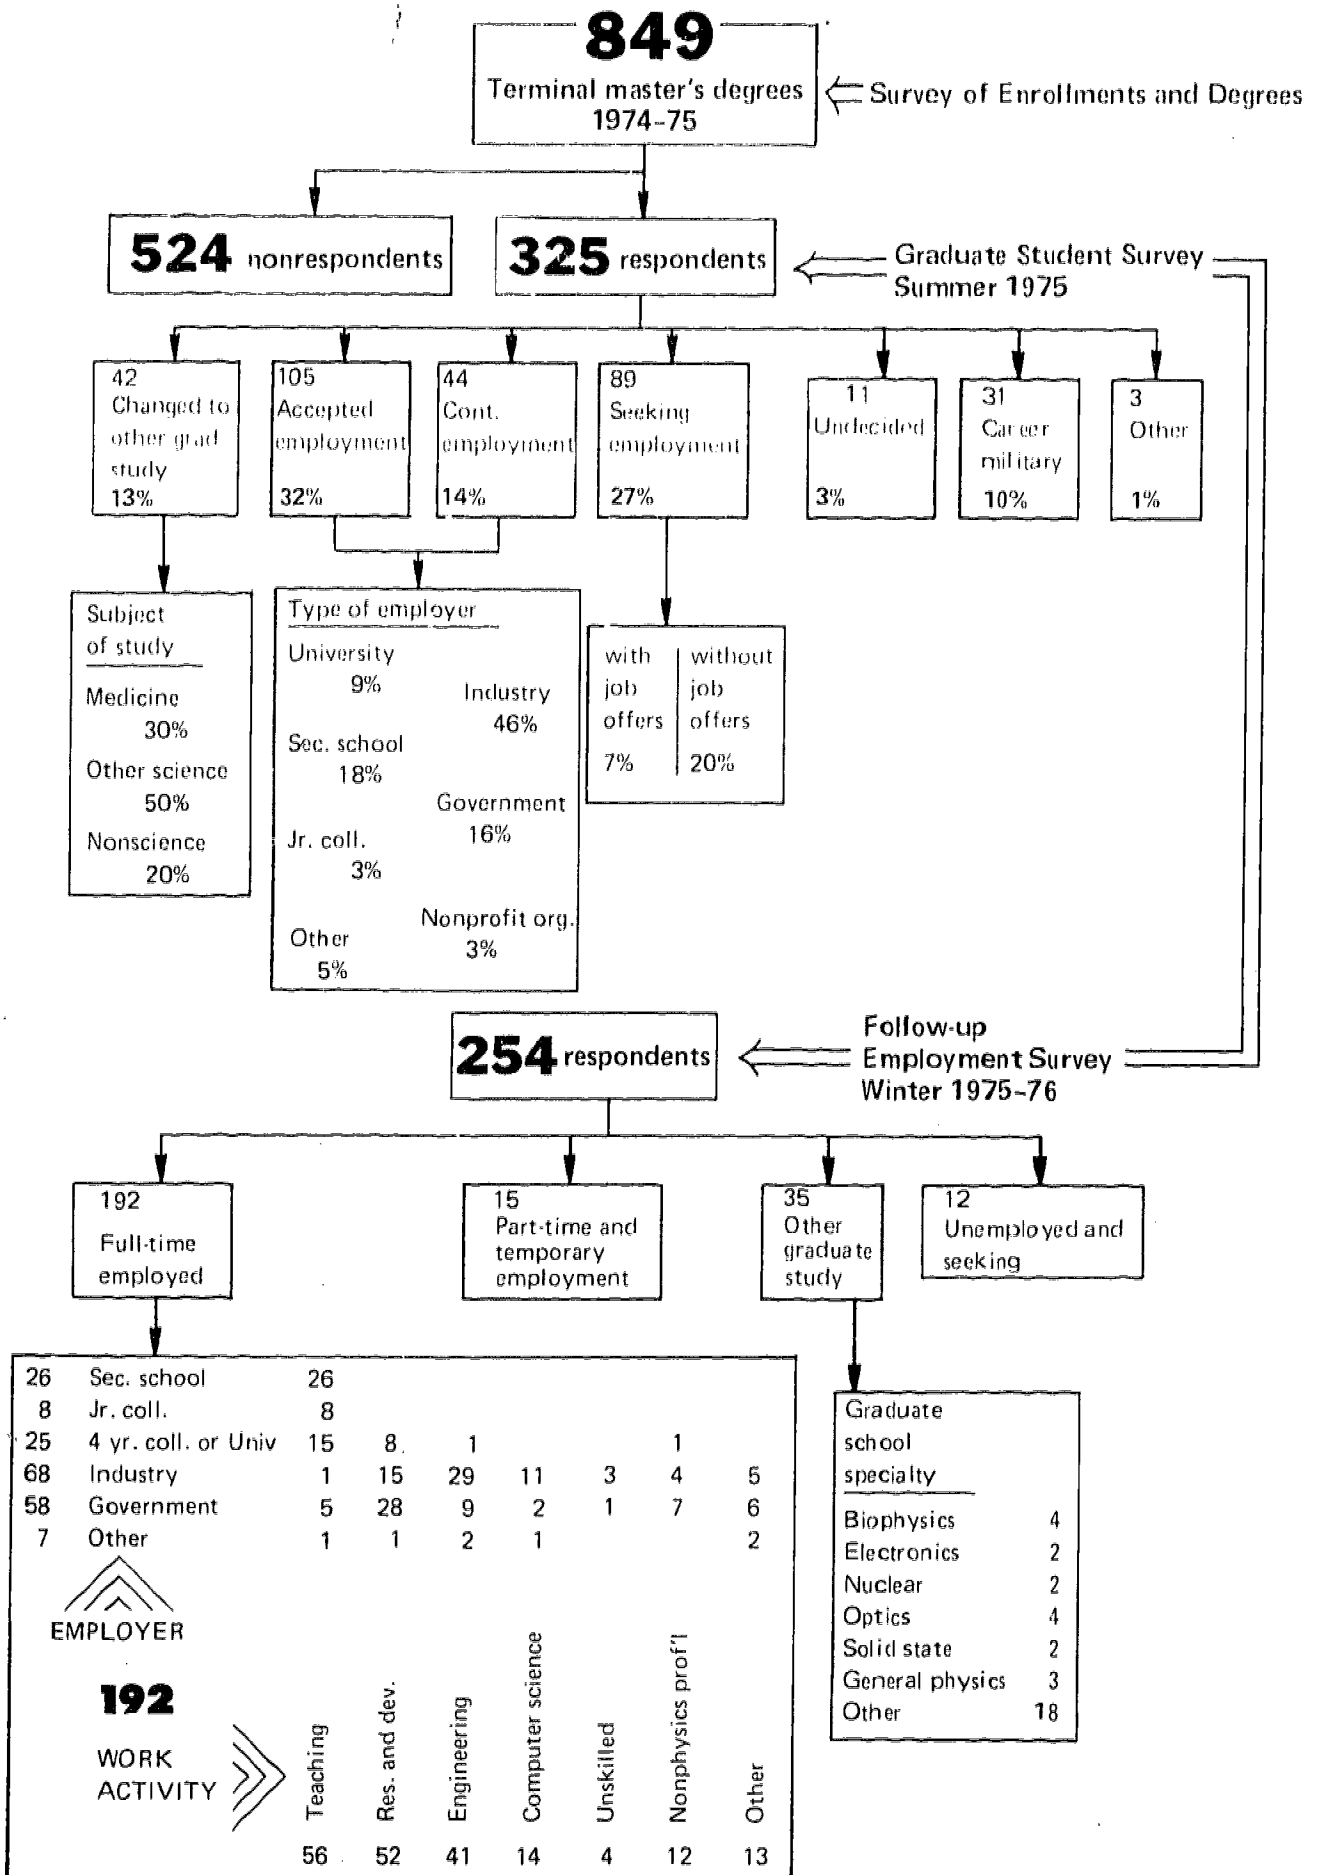 849
Terminal master's degrees
1974-75
Survey of Enrollments and Degrees
524 nonrespondents
325 respondents
Graduate Student Survey
Summer 1975
42
Changed to
other grad
study
13%
105
Accepted
employment
32%
44
Cont.
employment
14%
89
Seeking
employment
27%
11
Undecided
3%
31
Career
military
10%
3
Other
1%
Subject
of study
Medicine
30%
Other science
50%
Nonscience
20%
Type of employer
University
9%
Industry
46%
Sec. school
18%
Government
16%
Jr. coll.
3%
Nonprofit org.
3%
Other
5%
with
job
offers
7%
without
job
offers
20%
254 respondents
Follow-up
Employment Survey
Winter 1975-76
192
Full-time
employed
15
Part-time and
temporary
employment
35
Other
graduate
study
12
Unemployed and
seeking
26 Sec. school 26
8 Jr. coll. 8
25 4 yr. coll. or Univ 15 8 1 1
68 Industry 1 15 29 11 3 4 5
58 Government 5 28 9 2 1 7 6
7 Other 1 1 2 1 2
EMPLOYER
192
WORK
ACTIVITY
Teaching
Res. and dev.
Engineering
Computer science
Unskilled
Nonphysics prof'l
Other
56 52 41 14 4 12 13
Graduate
school
specialty
Biophysics 4
Electronics 2
Nuclear 2
Optics 4
Solid state 2
General physics 3
Other 18